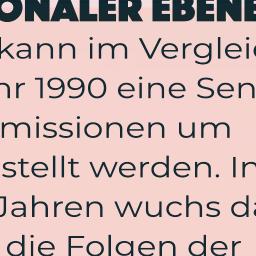 ONALER EBENE
kann im Verglei
hr 1990 eine Sen
missionen um
stellt werden. In
Jahren wuchs da
die Folgen der